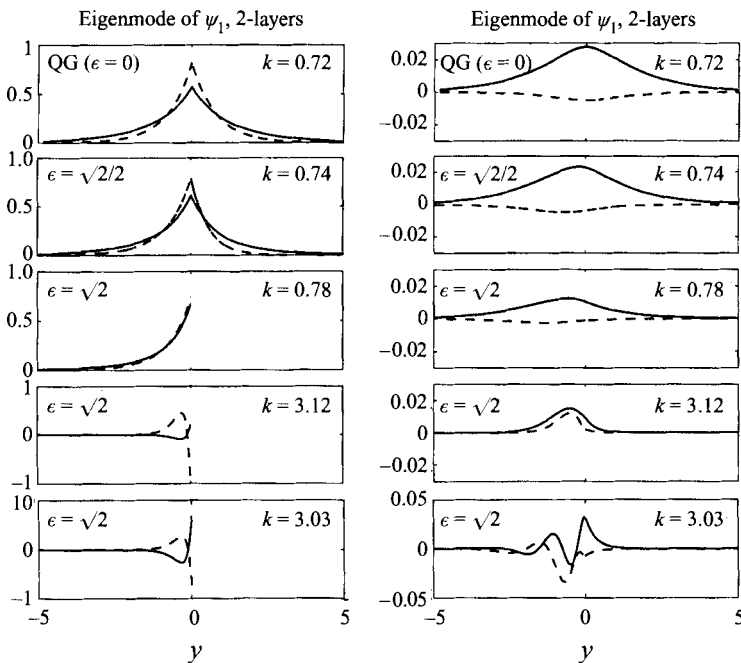 Eigenmode of ψ₁, 2-layers
1
0.5
0
QG (ϵ = 0)
k = 0.72
1.0
0.5
0
ϵ = √2/2
k = 0.74
1.0
0.5
0
ϵ = √2
k = 0.78
1
0
−1
ϵ = √2
k = 3.12
10
0
−1
ϵ = √2
k = 3.03
−5
0
5
y
Eigenmode of ψ₁, 2-layers
0.02
0
−0.02
QG (ϵ = 0)
k = 0.72
0.02
0
−0.02
ϵ = √2/2
k = 0.74
0.02
0
−0.02
ϵ = √2
k = 0.78
0.02
0
−0.02
ϵ = √2
k = 3.12
0.05
0
−0.05
ϵ = √2
k = 3.03
−5
0
5
y